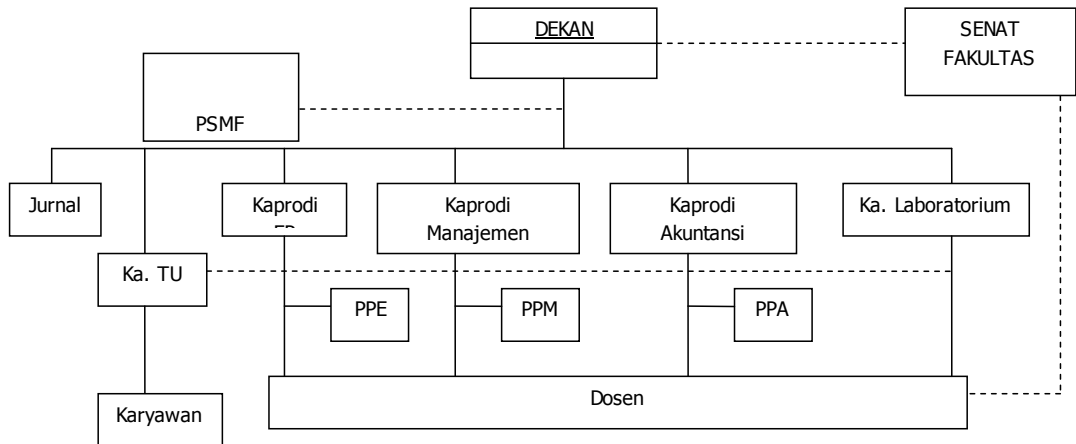 DEKAN
SENAT
FAKULTAS
PSMF
Jurnal
Kaprodi
Kaprodi
Manajemen
Kaprodi
Akuntansi
Ka. Laboratorium
Ka. TU
PPE
PPM
PPA
Dosen
Karyawan